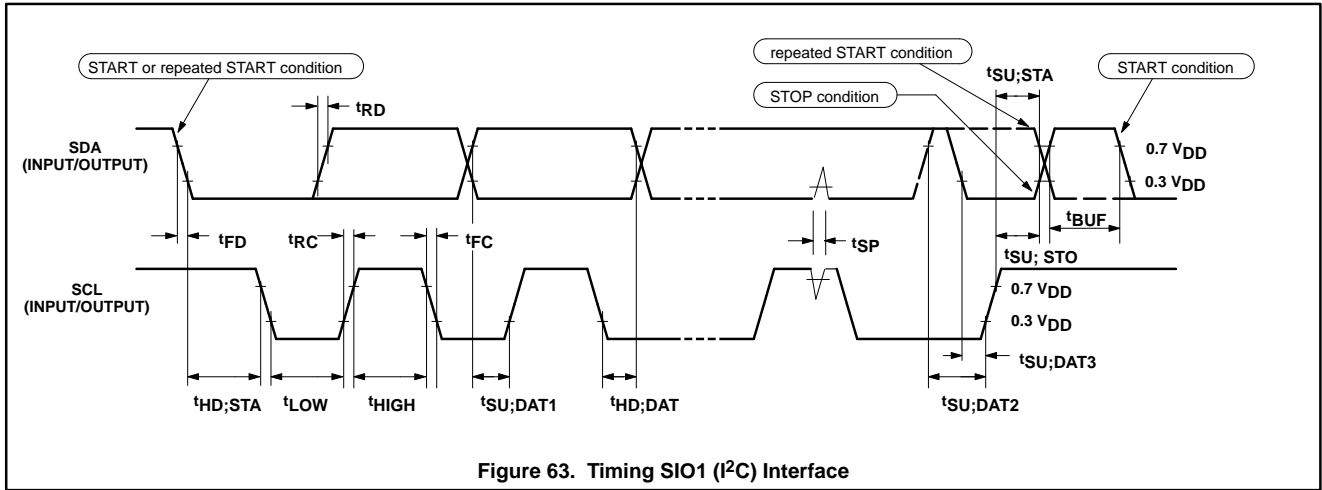 repeated START condition
START or repeated START condition
tSU;STA
START condition
STOP condition
tRD
SDA
(INPUT/OUTPUT)
0.7 VDD
0.3 VDD
tBUF
tFD
tRC
tFC
tSP
tSU; STO
SCL
(INPUT/OUTPUT)
0.7 VDD
0.3 VDD
tSU;DAT3
tHD;STA
tLOW
tHIGH
tSU;DAT1
tHD;DAT
tSU;DAT2
Figure 63. Timing SIO1 (I²C) Interface